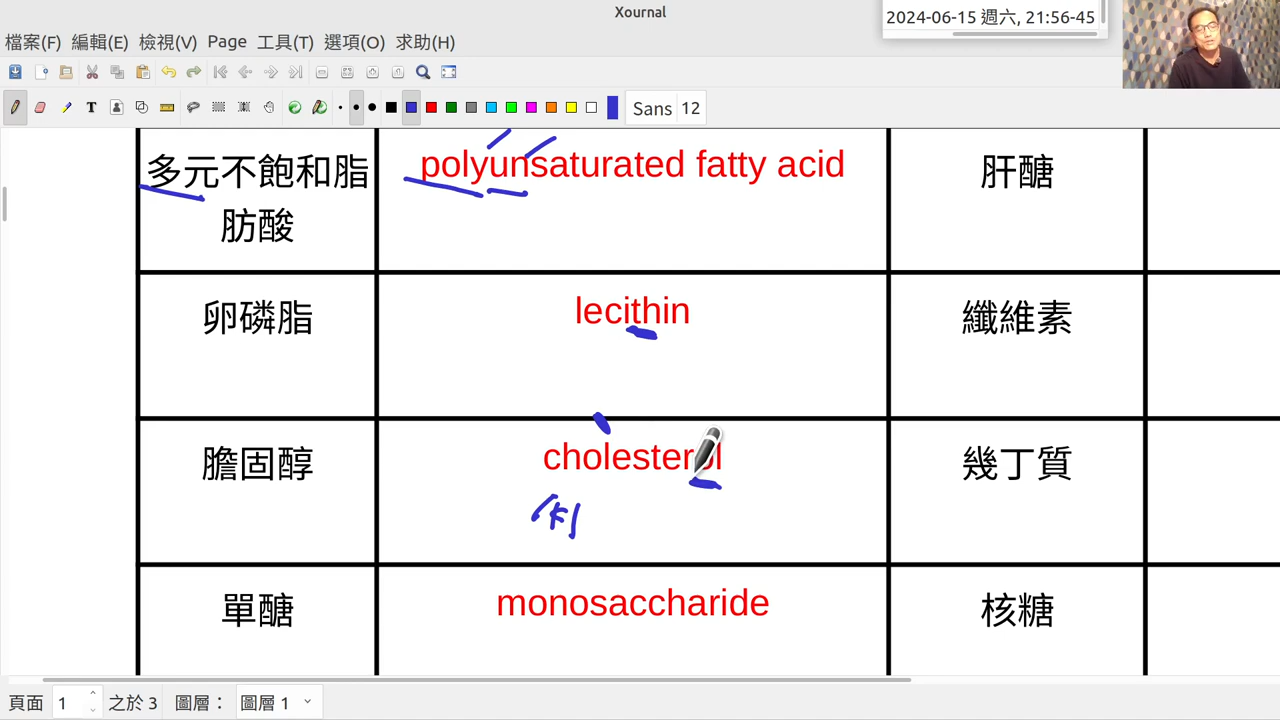 Xournal
2024-06-15 週六, 21:56-45
檔案(F) 編輯(E) 檢視(V) Page 工具(T) 選項(O) 求助(H)
T Sans 12
多元不飽和脂肪酸 polyunsaturated fatty acid 肝醣
卵磷脂 lecithin 纖維素
膽固醇 cholesterol 幾丁質
/k/
單醣 monosaccharide 核糖
頁面 1 之於 3 圖層： 圖層 1